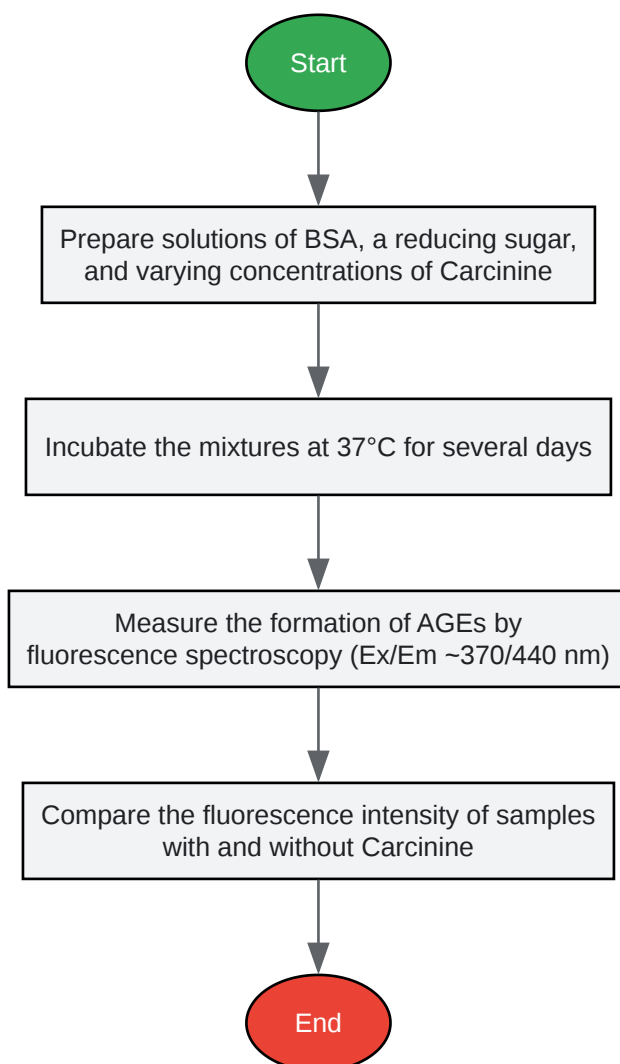 Start
Prepare solutions of BSA, a reducing sugar,
and varying concentrations of Carcinine
Incubate the mixtures at 37°C for several days
Measure the formation of AGEs by
fluorescence spectroscopy (Ex/Em ~370/440 nm)
Compare the fluorescence intensity of samples
with and without Carcinine
End